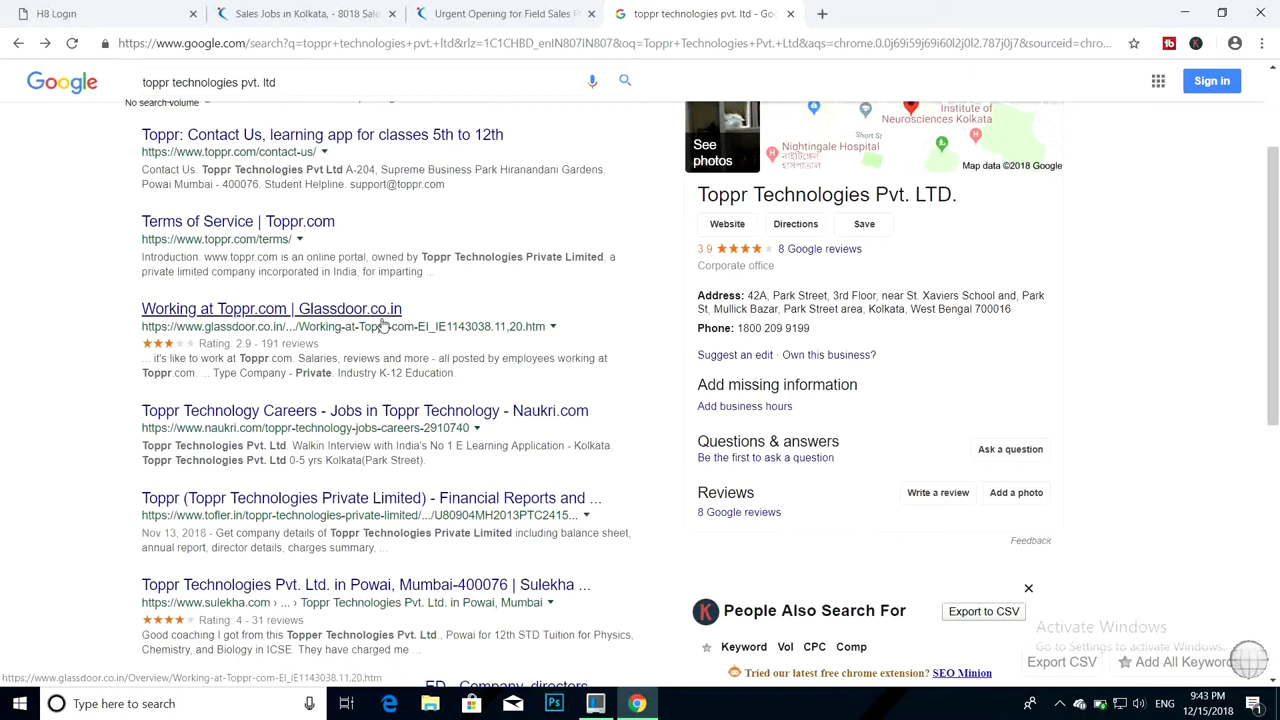 H8 Login
Sales Jobs in Kolkata, - 8018 Sal
Urgent Opening for Field Sales P
toppr technologies pvt. ltd - Goo
https://www.google.com/search?q=toppr+technologies+pvt.+ltd&rlz=1C1CHBD_enIN807IN807&oq=Toppr+Technologies+Pvt.+Ltd&aqs=chrome.0.0j69i59j69i60l2j0l2.787j0j7&sourceid=chro...
Google
toppr technologies pvt. ltd
Sign in
No search volume
Toppr: Contact Us, learning app for classes 5th to 12th
https://www.toppr.com/contact-us/
Contact Us. Toppr Technologies Pvt Ltd A-204, Supreme Business Park Hiranandani Gardens,
Powai Mumbai - 400076. Student Helpline. support@toppr.com
Terms of Service | Toppr.com
https://www.toppr.com/terms/
Introduction. www.toppr.com is an online portal, owned by Toppr Technologies Private Limited, a
private limited company incorporated in India, for imparting ...
Working at Toppr.com | Glassdoor.co.in
https://www.glassdoor.co.in/.../Working-at-Toppr-com-EI_IE1143038.11,20.htm
Rating: 2.9 - 191 reviews
... it's like to work at Toppr.com. Salaries, reviews and more - all posted by employees working at
Toppr.com. ... Type Company - Private. Industry K-12 Education.
Toppr Technology Careers - Jobs in Toppr Technology - Naukri.com
https://www.naukri.com/toppr-technology-jobs-careers-2910740
Toppr Technologies Pvt. Ltd. Walkin Interview with India's No 1 E Learning Application - Kolkata.
Toppr Technologies Pvt. Ltd 0-5 yrs Kolkata(Park Street).
Toppr (Toppr Technologies Private Limited) - Financial Reports and ...
https://www.tofler.in/toppr-technologies-private-limited/.../U80904MH2013PTC2415...
Nov 13, 2018 - Get company details of Toppr Technologies Private Limited including balance sheet,
annual report, director details, charges summary, ...
Toppr Technologies Pvt. Ltd. in Powai, Mumbai-400076 | Sulekha ...
https://www.sulekha.com › ... › Toppr Technologies Pvt. Ltd. in Powai, Mumbai
Rating: 4 - 31 reviews
Good coaching I got from this Topper Technologies Pvt. Ltd., Powai for 12th STD Tuition for Physics,
Chemistry, and Biology in ICSE They have charged me ...
https://www.glassdoor.co.in/Overview/Working-at-Toppr-com-EI_IE1143038.11,20.htm
ED - Company, directors
See
photos
Nightingale Hospital
নাইটিঙ্গেল
Short St
Institute of
Neurosciences Kolkata
Map data ©2018 Google
Toppr Technologies Pvt. LTD.
Website
Directions
Save
3.9
8 Google reviews
Corporate office
Address: 42A, Park Street, 3rd Floor, near St. Xaviers School and, Park
St, Mullick Bazar, Park Street area, Kolkata, West Bengal 700016
Phone: 1800 209 9199
Suggest an edit · Own this business?
Add missing information
Add business hours
Questions & answers
Be the first to ask a question
Ask a question
Reviews
8 Google reviews
Write a review
Add a photo
Feedback
K
People Also Search For
Export to CSV
Keyword Vol CPC Comp
Tried our latest free chrome extension? SEO Minion
Activate Windows
Go to Settings to activate Windows.
Export CSV
Add All Keyword
Type here to search
Ps
ENG
9:43 PM
12/15/2018
1